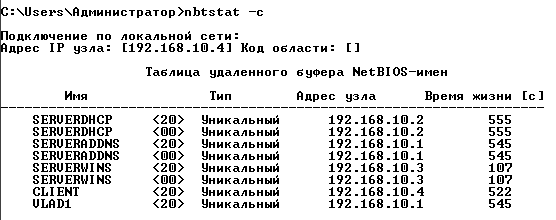 C:\Users\Администратор>nbtstat -c
Подключение по локальной сети:
Адрес IP узла: [192.168.10.4] Код области: []
Таблица удаленного буфера NetBIOS-имен
Имя Тип Адрес узла Время жизни [с]
------------------------------------------------------------
SERVERDHCP <20> Уникальный 192.168.10.2 555
SERVERDHCP <00> Уникальный 192.168.10.2 555
SERVERADDNS <20> Уникальный 192.168.10.1 545
SERVERADDNS <00> Уникальный 192.168.10.1 545
SERVERWINS <20> Уникальный 192.168.10.3 107
SERVERWINS <00> Уникальный 192.168.10.3 107
CLIENT <20> Уникальный 192.168.10.4 522
VLAD1 <20> Уникальный 192.168.10.1 545